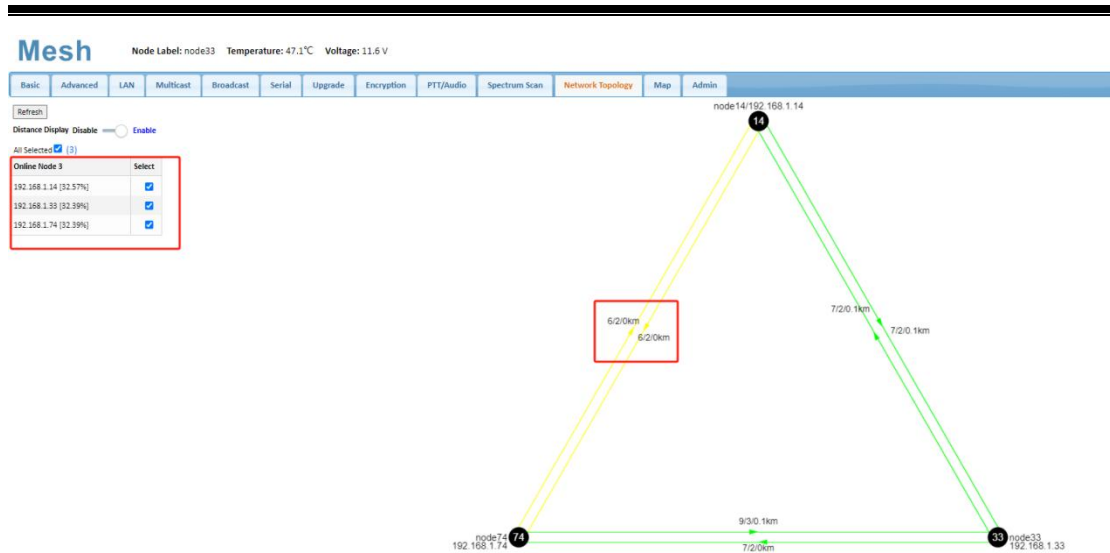 Mesh
Node Label: node33 Temperature: 47.1℃ Voltage: 11.6 V
Basic Advanced LAN Multicast Broadcast Serial Upgrade Encryption PTT/Audio Spectrum Scan Network Topology Map Admin
Refresh
Distance Display Disable Enable
All Selected (3)
Online Node 3 Select
192.168.1.14 [32.57%]
192.168.1.33 [32.39%]
192.168.1.74 [32.39%]
node14/192.168.1.14
14
6/2/0km
6/2/0km
7/2/0.1km
7/2/0.1km
9/3/0.1km
7/2/0km
node74
192.168.1.74
74
33
node33
192.168.1.33